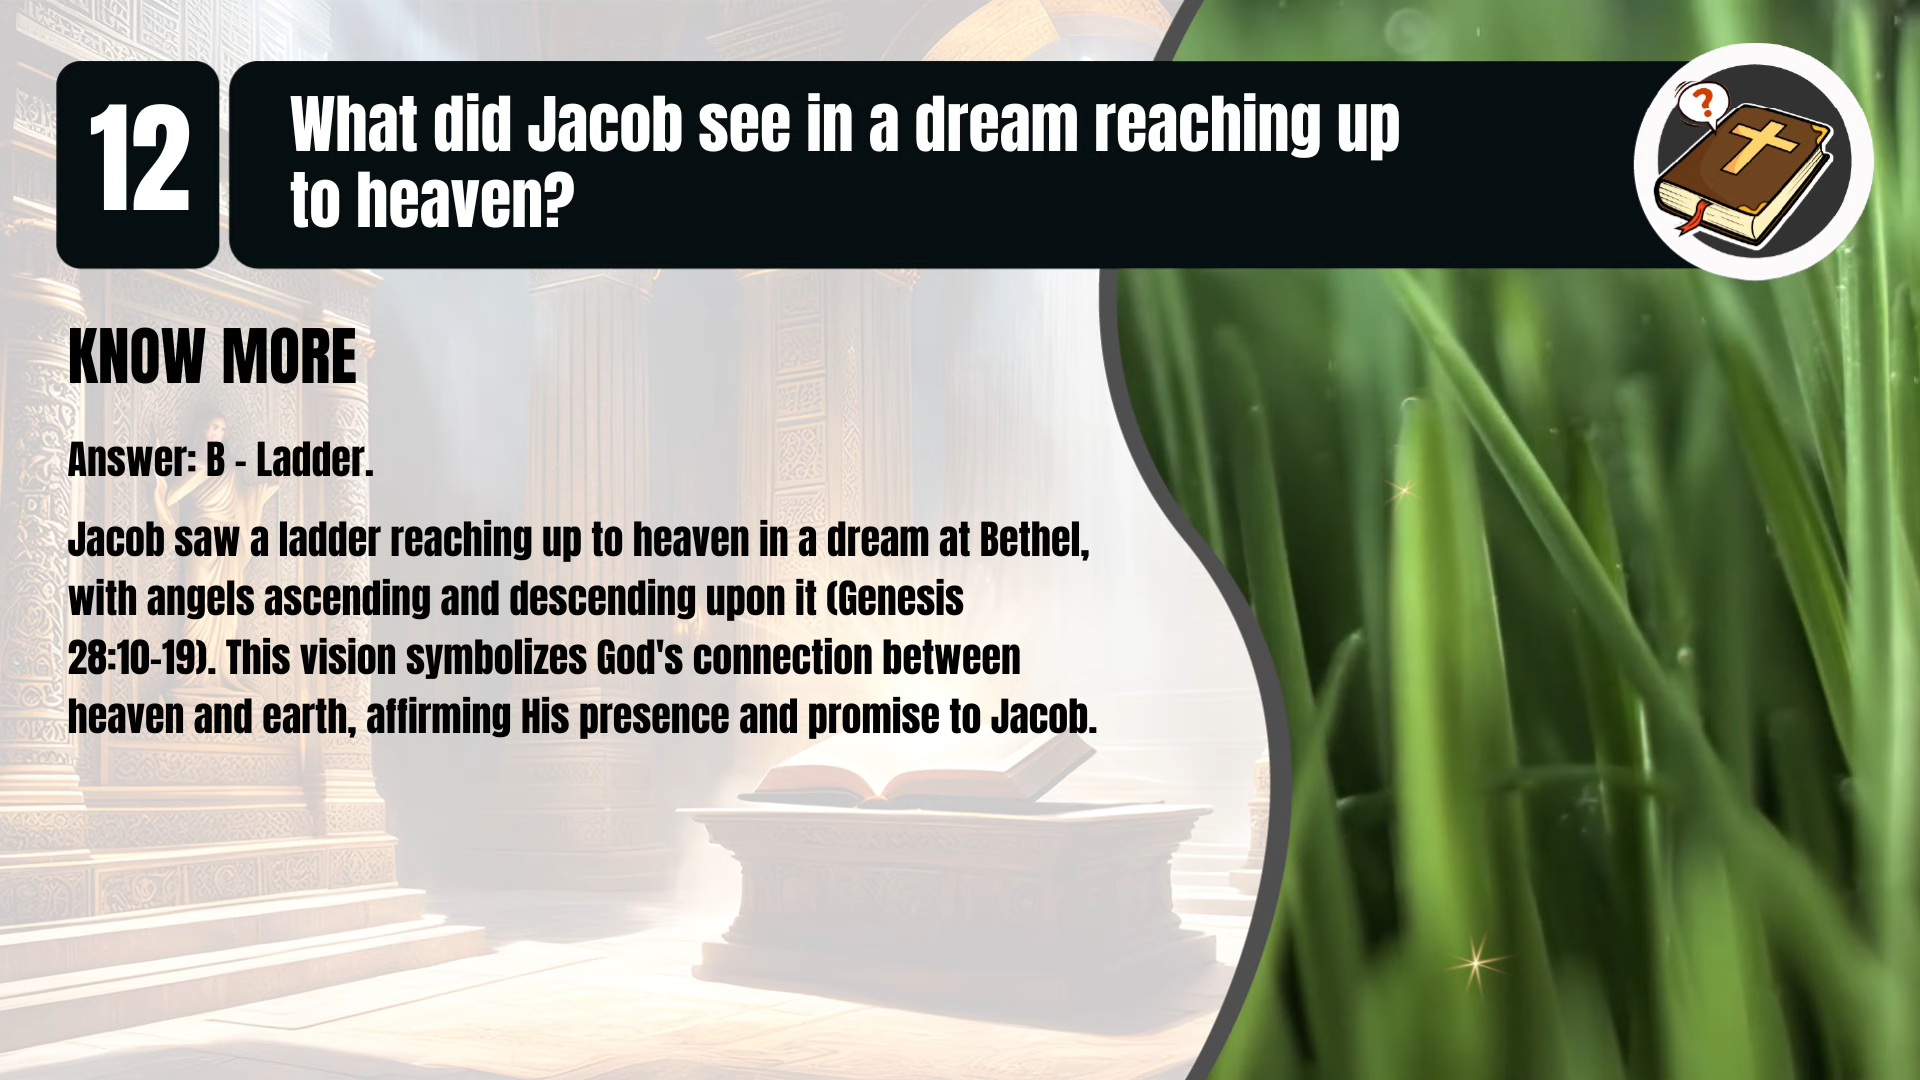 12
What did Jacob see in a dream reaching up
to heaven?
?
KNOW MORE
Answer: B - Ladder.
Jacob saw a ladder reaching up to heaven in a dream at Bethel,
with angels ascending and descending upon it (Genesis
28:10-19). This vision symbolizes God's connection between
heaven and earth, affirming His presence and promise to Jacob.